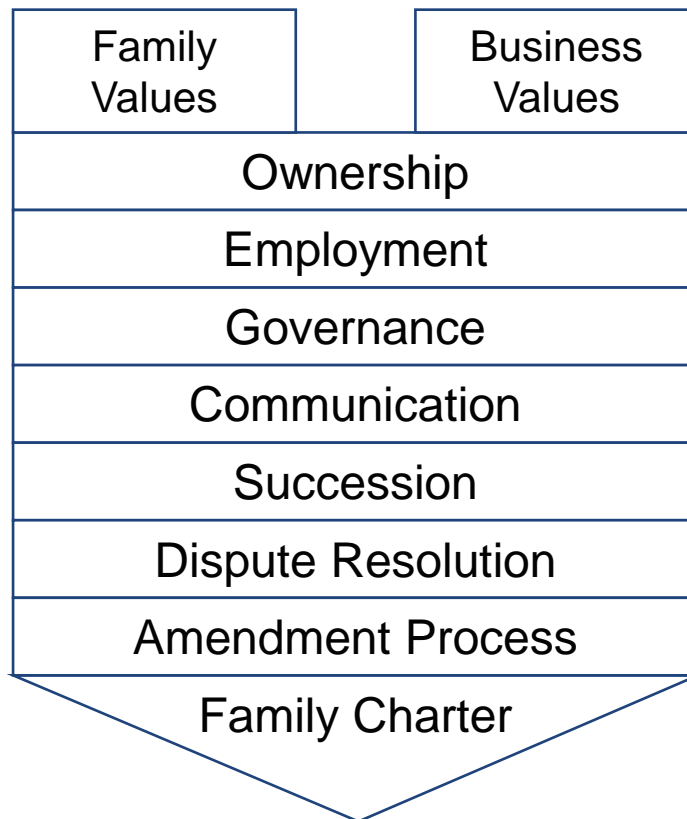 Family
Values
Business
Values
Ownership
Employment
Governance
Communication
Succession
Dispute Resolution
Amendment Process
Family Charter